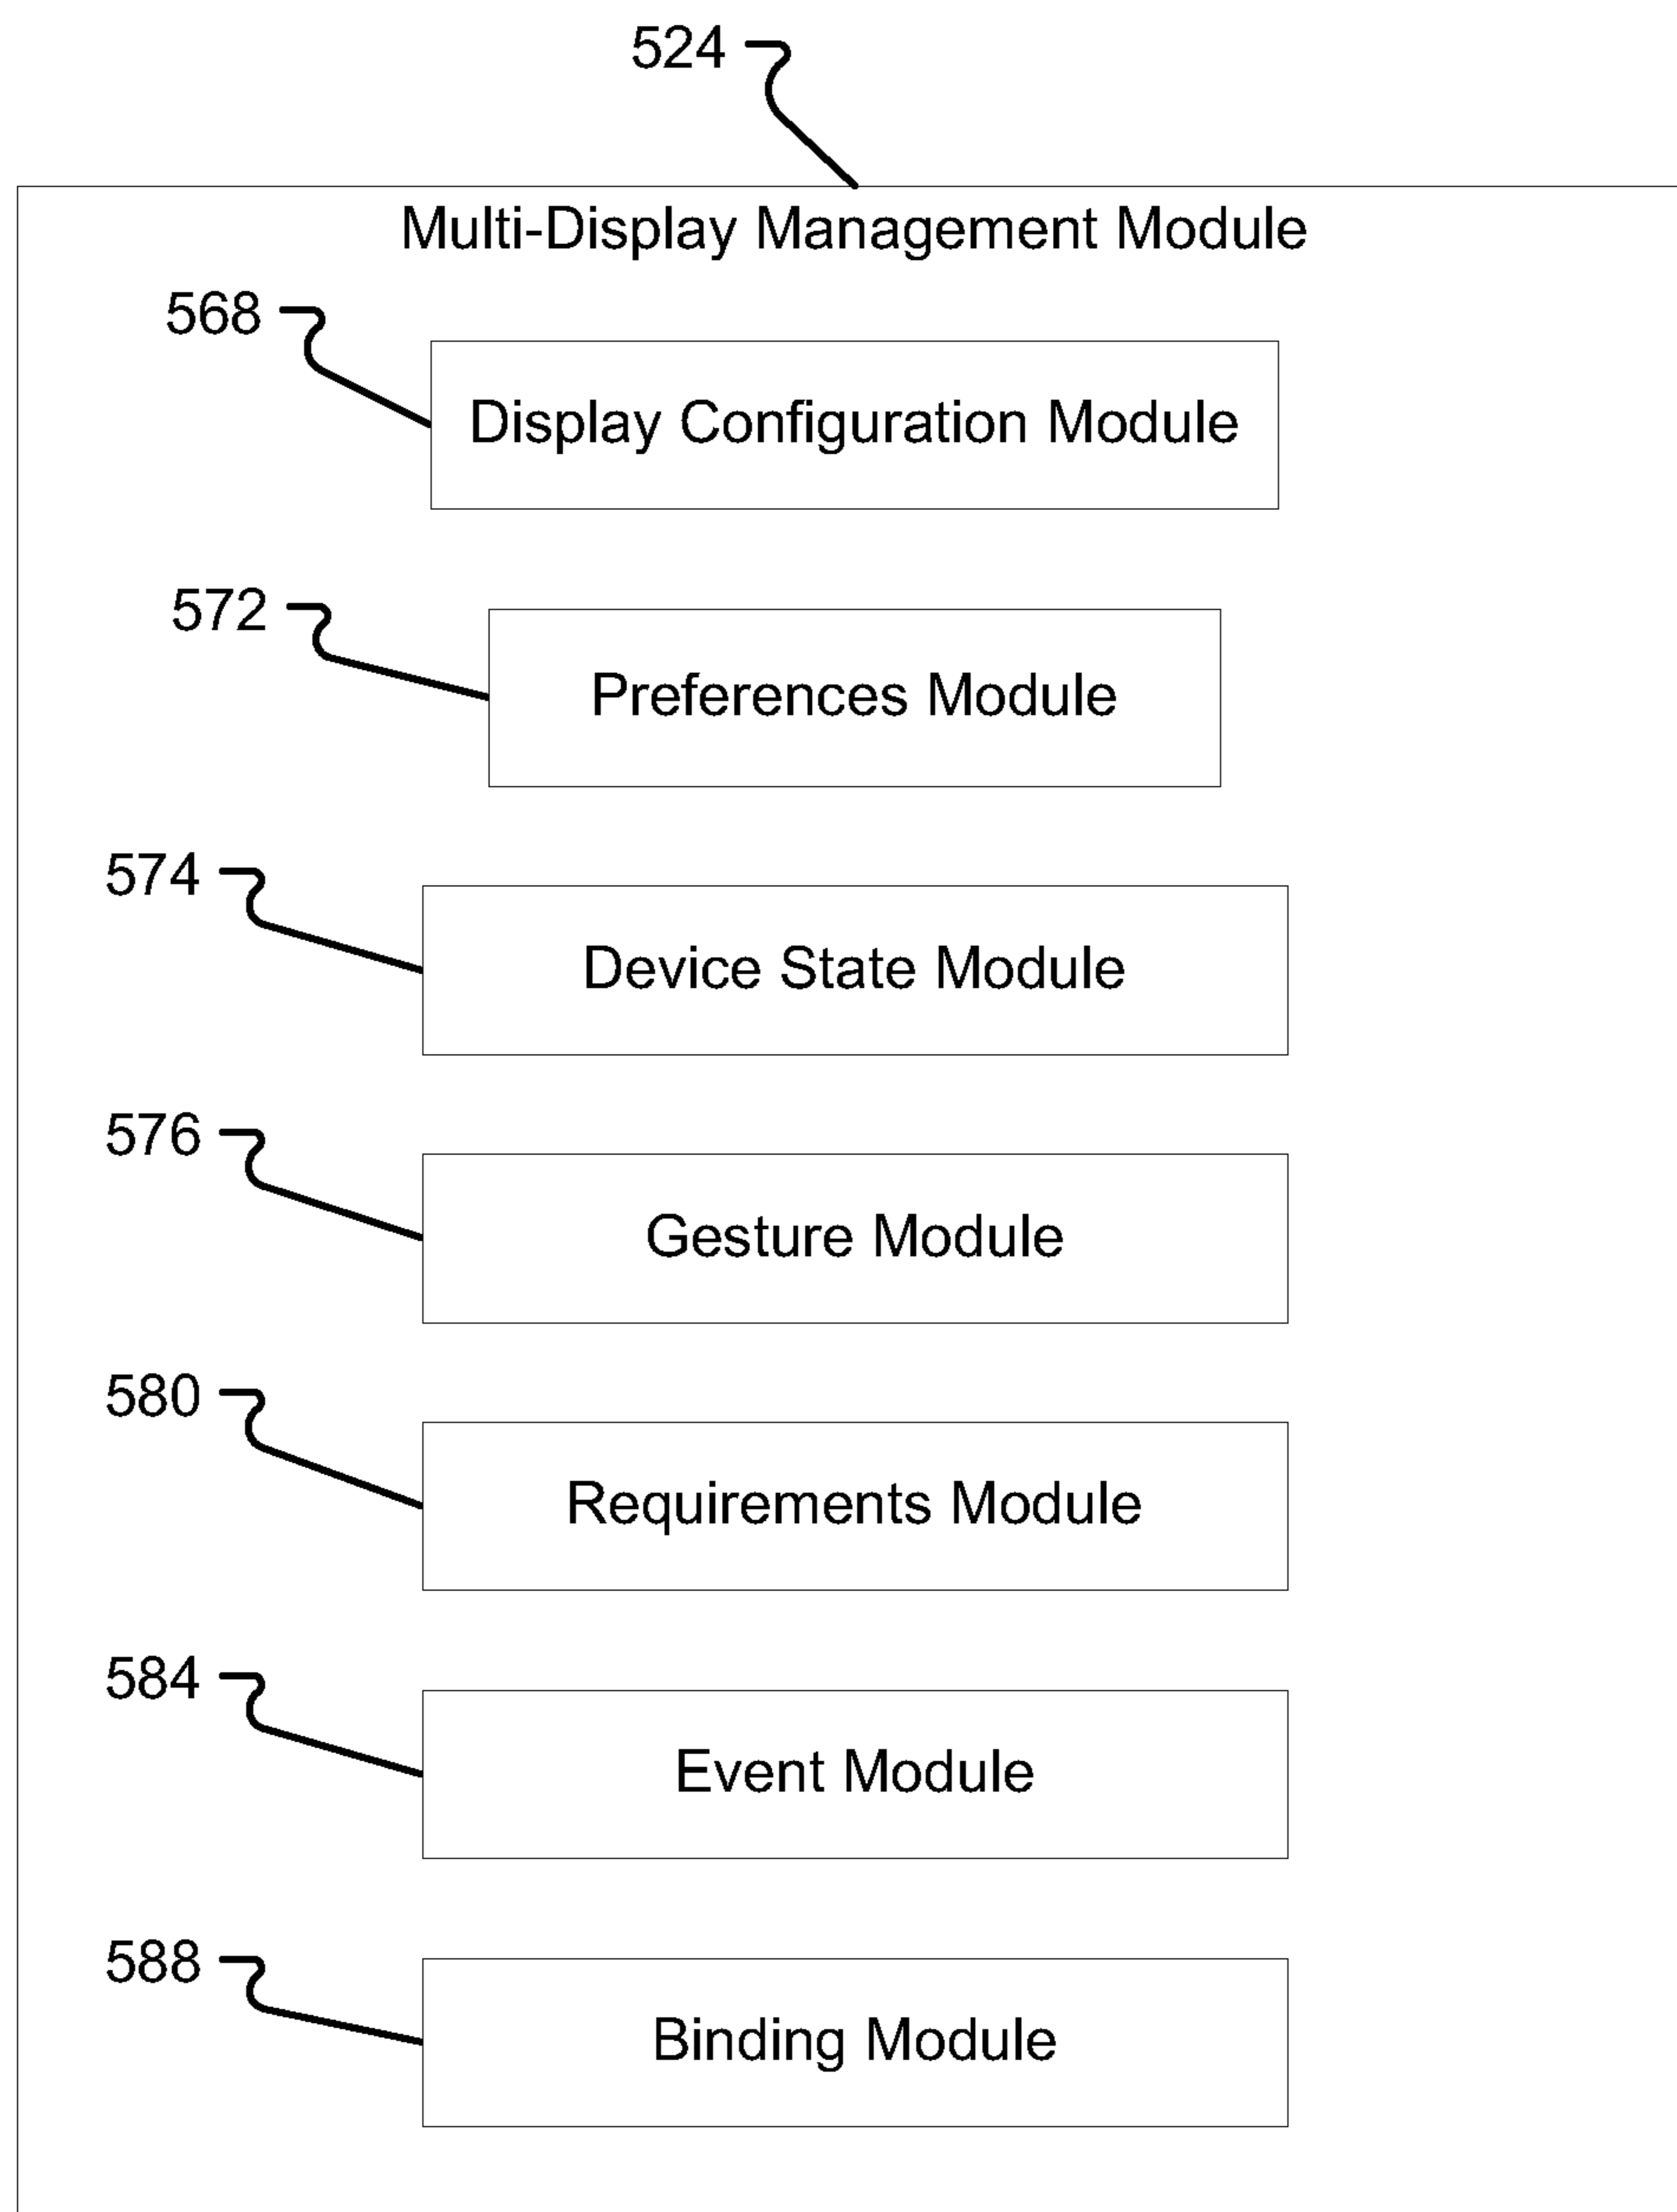 524
Multi-Display Management Module
568
Display Configuration Module
572
Preferences Module
574
Device State Module
576
Gesture Module
580
Requirements Module
584
Event Module
588
Binding Module